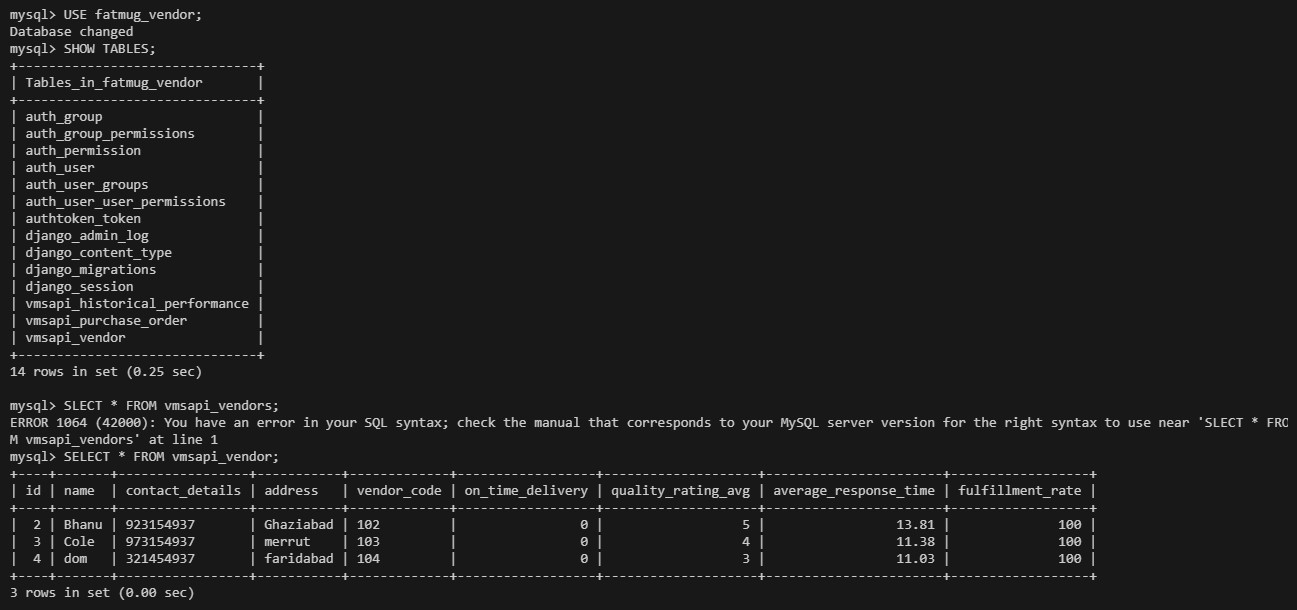 mysql> USE fatmug_vendor;
Database changed
mysql> SHOW TABLES;
+-------------------------------+
| Tables_in_fatmug_vendor       |
+-------------------------------+
| auth_group                    |
| auth_group_permissions        |
| auth_permission               |
| auth_user                     |
| auth_user_groups              |
| auth_user_user_permissions    |
| authtoken_token               |
| django_admin_log              |
| django_content_type           |
| django_migrations             |
| django_session                |
| vmsapi_historical_performance |
| vmsapi_purchase_order         |
| vmsapi_vendor                 |
+-------------------------------+
14 rows in set (0.25 sec)

mysql> SLECT * FROM vmsapi_vendors;
ERROR 1064 (42000): You have an error in your SQL syntax; check the manual that corresponds to your MySQL server version for the right syntax to use near 'SLECT * FRO
M vmsapi_vendors' at line 1
mysql> SELECT * FROM vmsapi_vendor;
+----+-------+-----------------+-----------+-------------+------------------+--------------------+-----------------------+------------------+
| id | name  | contact_details | address   | vendor_code | on_time_delivery | quality_rating_avg | average_response_time | fulfillment_rate |
+----+-------+-----------------+-----------+-------------+------------------+--------------------+-----------------------+------------------+
|  2 | Bhanu | 923154937       | Ghaziabad | 102         |                0 |                  5 |                 13.81 |              100 |
|  3 | Cole  | 973154937       | merrut    | 103         |                0 |                  4 |                 11.38 |              100 |
|  4 | dom   | 321454937       | faridabad | 104         |                0 |                  3 |                 11.03 |              100 |
+----+-------+-----------------+-----------+-------------+------------------+--------------------+-----------------------+------------------+
3 rows in set (0.00 sec)